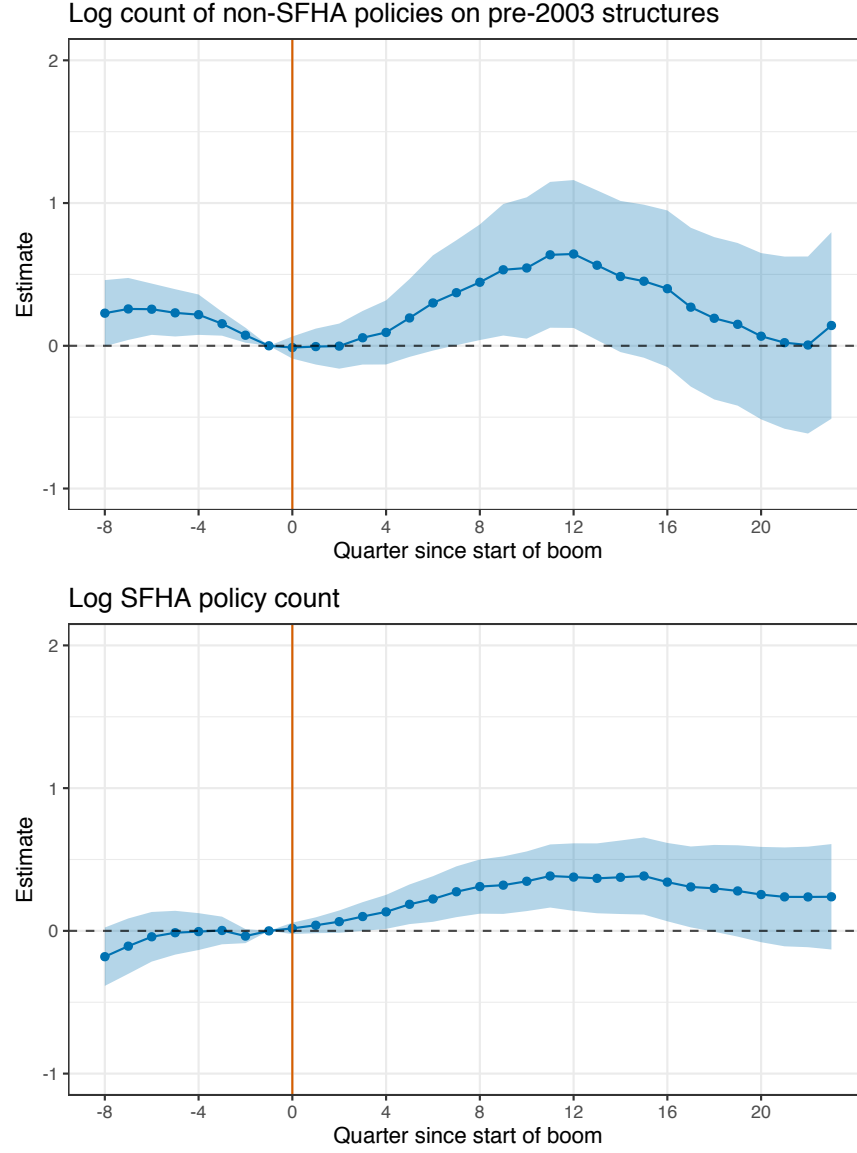 Log count of non-SFHA policies on pre-2003 structures
2
1
0
-1
Estimate
-8 -4 0 4 8 12 16 20
Quarter since start of boom
Log SFHA policy count
2
1
0
-1
Estimate
-8 -4 0 4 8 12 16 20
Quarter since start of boom